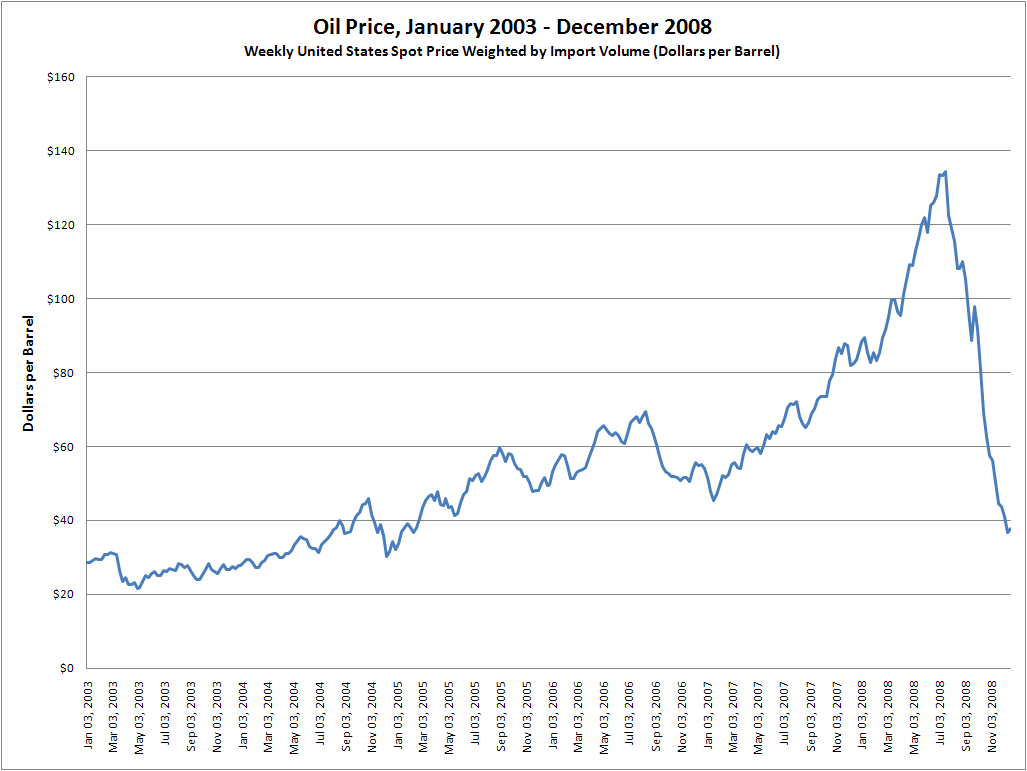 Oil Price, January 2003 - December 2008
Weekly United States Spot Price Weighted by Import Volume (Dollars per Barrel)
$160
$140
$120
$100
$80
$60
$40
$20
$0
Dollars per Barrel
Jan 03, 2003
Mar 03, 2003
May 03, 2003
Jul 03, 2003
Sep 03, 2003
Nov 03, 2003
Jan 03, 2004
Mar 03, 2004
May 03, 2004
Jul 03, 2004
Sep 03, 2004
Nov 03, 2004
Jan 03, 2005
Mar 03, 2005
May 03, 2005
Jul 03, 2005
Sep 03, 2005
Nov 03, 2005
Jan 03, 2006
Mar 03, 2006
May 03, 2006
Jul 03, 2006
Sep 03, 2006
Nov 03, 2006
Jan 03, 2007
Mar 03, 2007
May 03, 2007
Jul 03, 2007
Sep 03, 2007
Nov 03, 2007
Jan 03, 2008
Mar 03, 2008
May 03, 2008
Jul 03, 2008
Sep 03, 2008
Nov 03, 2008